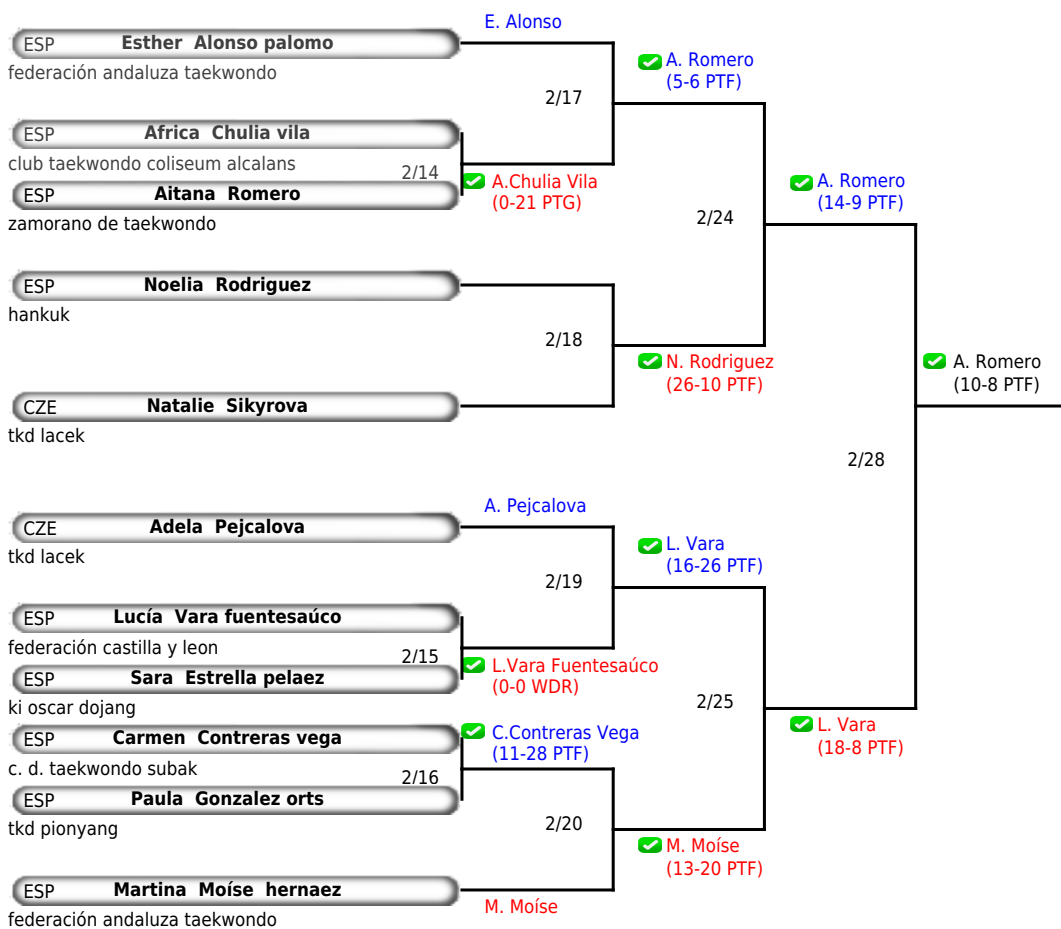 E. Alonso
ESP Esther Alonso palomo
federación andaluza taekwondo
A. Romero
(5-6 PTF)
2/17
ESP Africa Chulia vila
club taekwondo coliseum alcalans
2/14
A.Chulia Vila
(0-21 PTG)
ESP Aitana Romero
zamorano de taekwondo
A. Romero
(14-9 PTF)
2/24
ESP Noelia Rodriguez
hankuk
2/18
N. Rodriguez
(26-10 PTF)
A. Romero
(10-8 PTF)
CZE Natalie Sikyrova
tkd lacek
2/28
A. Pejcalova
CZE Adela Pejcalova
tkd lacek
L. Vara
(16-26 PTF)
2/19
ESP Lucía Vara fuentesaúco
federación castilla y leon
2/15
L.Vara Fuentesaúco
(0-0 WDR)
ESP Sara Estrella pelaez
ki oscar dojang
2/25
L. Vara
(18-8 PTF)
ESP Carmen Contreras vega
c. d. taekwondo subak
C.Contreras Vega
(11-28 PTF)
2/16
ESP Paula Gonzalez orts
tkd pionyang
2/20
M. Moíse
(13-20 PTF)
ESP Martina Moíse hernaez
federación andaluza taekwondo
M. Moíse